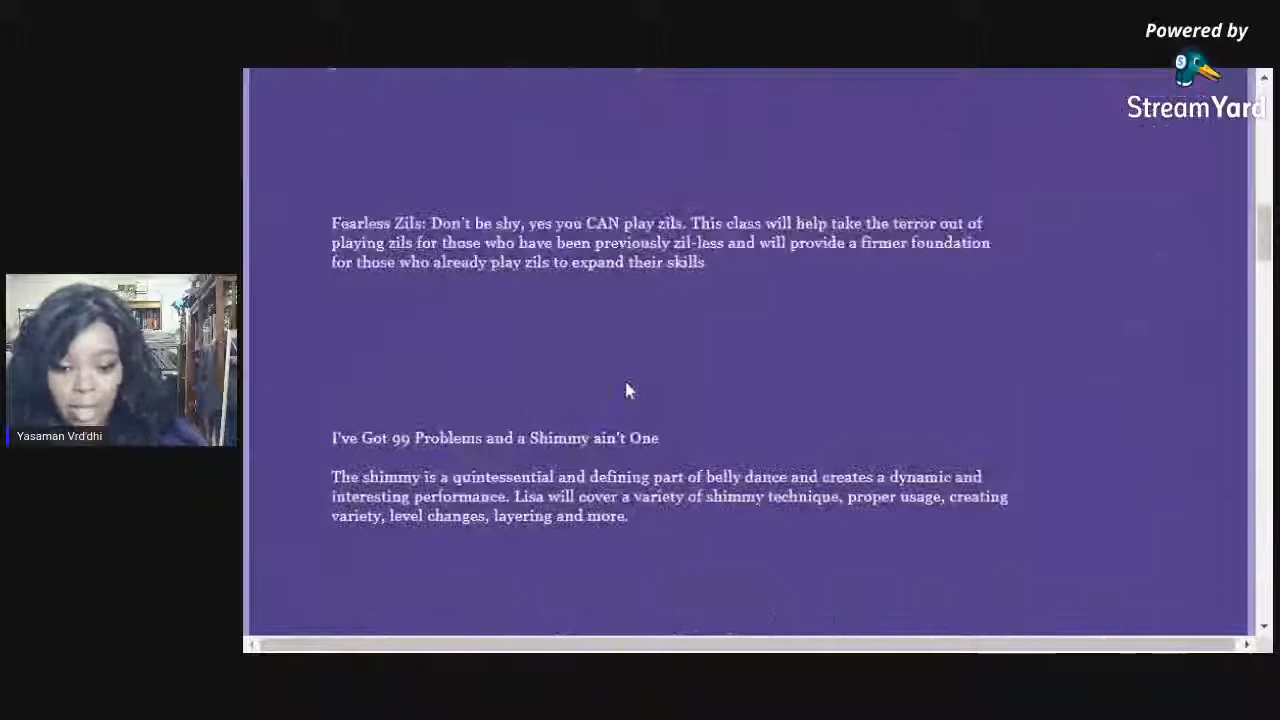 Powered by
StreamYard
Fearless Zils: Don't be shy, yes you CAN play zils. This class will help take the terror out of
playing zils for those who have been previously zil-less and will provide a firmer foundation
for those who already play zils to expand their skills
Yasaman Vrd'dhi
I've Got 99 Problems and a Shimmy ain't One
The shimmy is a quintessential and defining part of belly dance and creates a dynamic and
interesting performance. Lisa will cover a variety of shimmy technique, proper usage, creating
variety, level changes, layering and more.